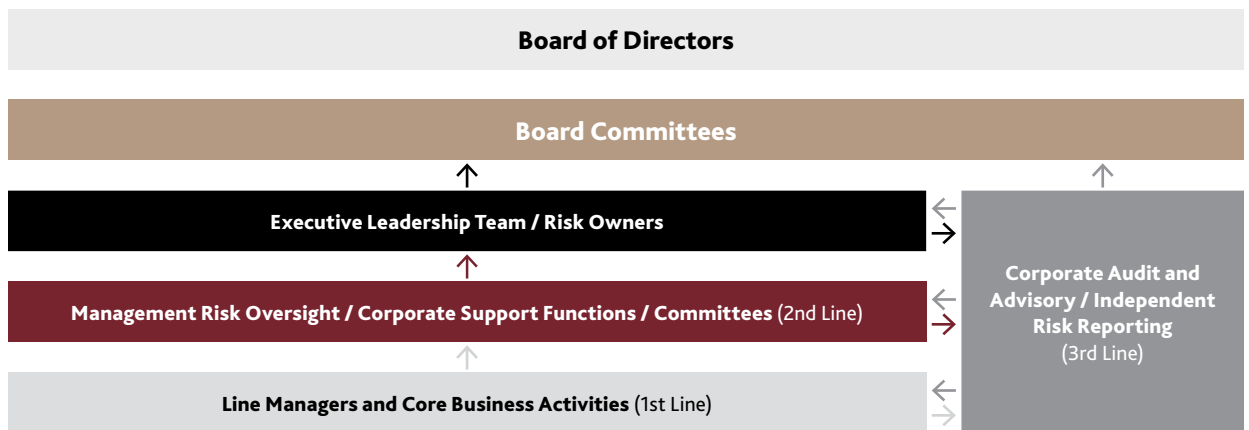 Board of Directors
Board Committees
Executive Leadership Team / Risk Owners
Management Risk Oversight / Corporate Support Functions / Committees (2nd Line)
Line Managers and Core Business Activities (1st Line)
Corporate Audit and
Advisory / Independent
Risk Reporting
(3rd Line)